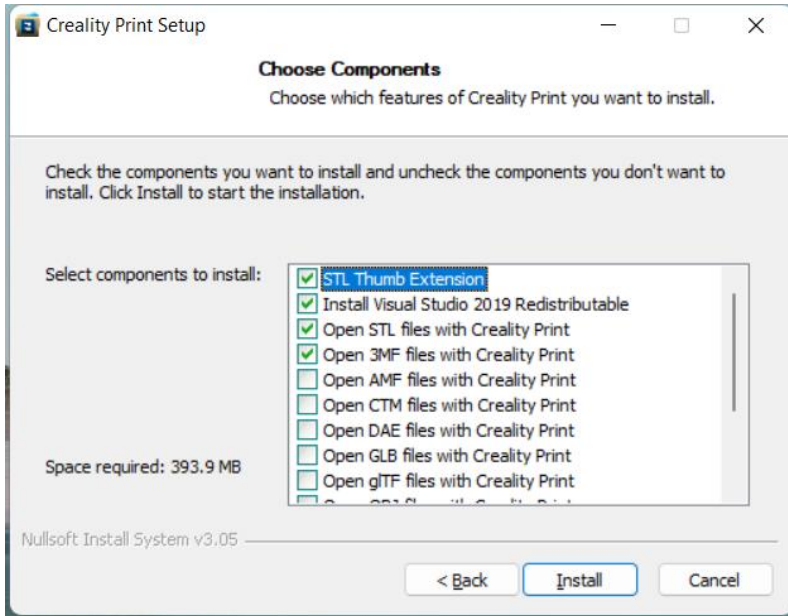 Creality Print Setup
Choose Components
Choose which features of Creality Print you want to install.
Check the components you want to install and uncheck the components you don't want to
install. Click Install to start the installation.
Select components to install:
STL Thumb Extension
Install Visual Studio 2019 Redistributable
Open STL files with Creality Print
Open 3MF files with Creality Print
Open AMF files with Creality Print
Open CTM files with Creality Print
Open DAE files with Creality Print
Open GLB files with Creality Print
Open glTF files with Creality Print
Space required: 393.9 MB
Nullsoft Install System v3.05
< Back
Install
Cancel